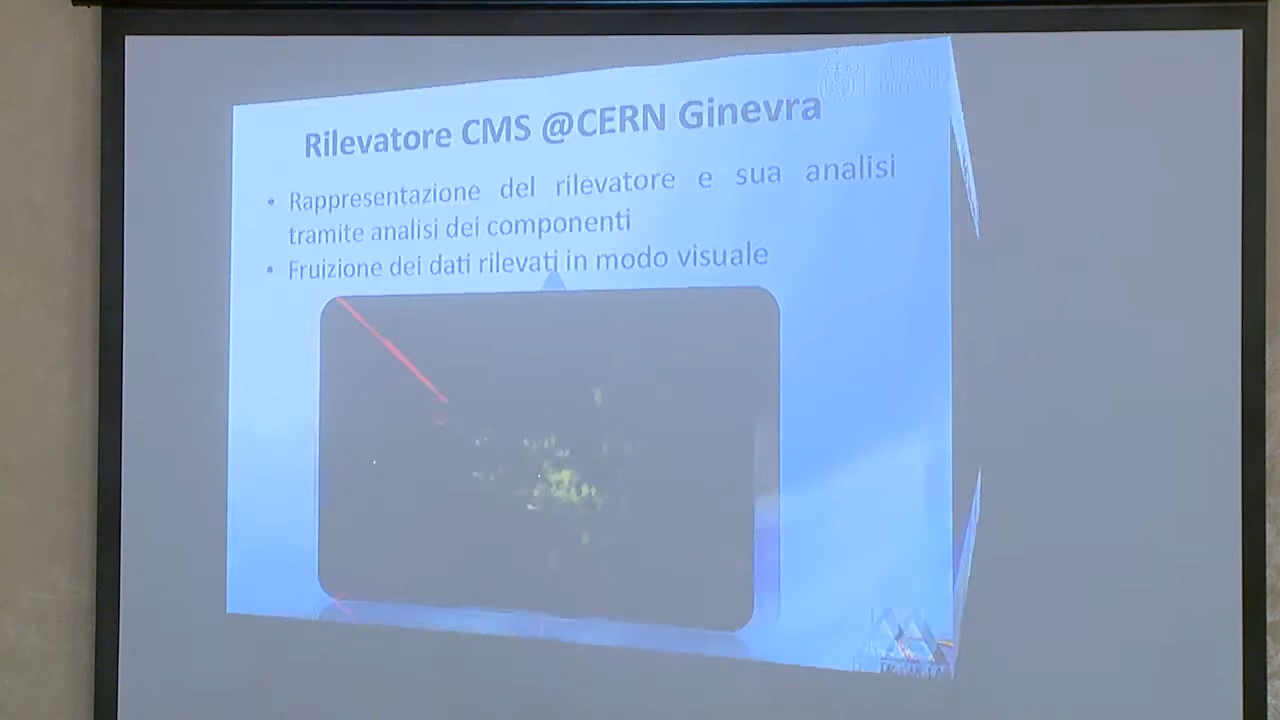 Rilevatore CMS @CERN Ginevra
• Rappresentazione del rilevatore e sua analisi
tramite analisi dei componenti
• Fruizione dei dati rilevati in modo visuale